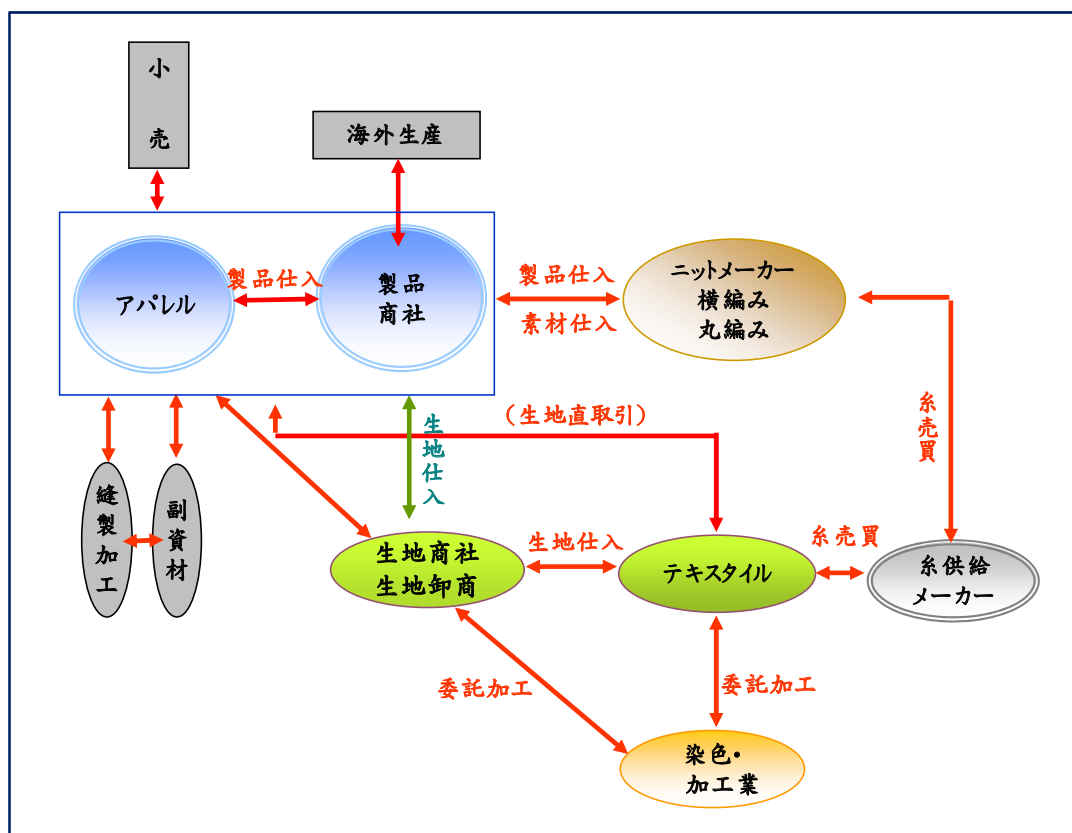 小売
海外生産
アパレル
製品仕入
製品
商社
製品仕入
素材仕入
ニットメーカー
横編み
丸編み
(生地直取引)
生地仕入
糸売買
縫製加工
副資材
生地商社
生地卸商
生地仕入
テキスタイル
糸売買
糸供給
メーカー
委託加工
委託加工
染色・
加工業